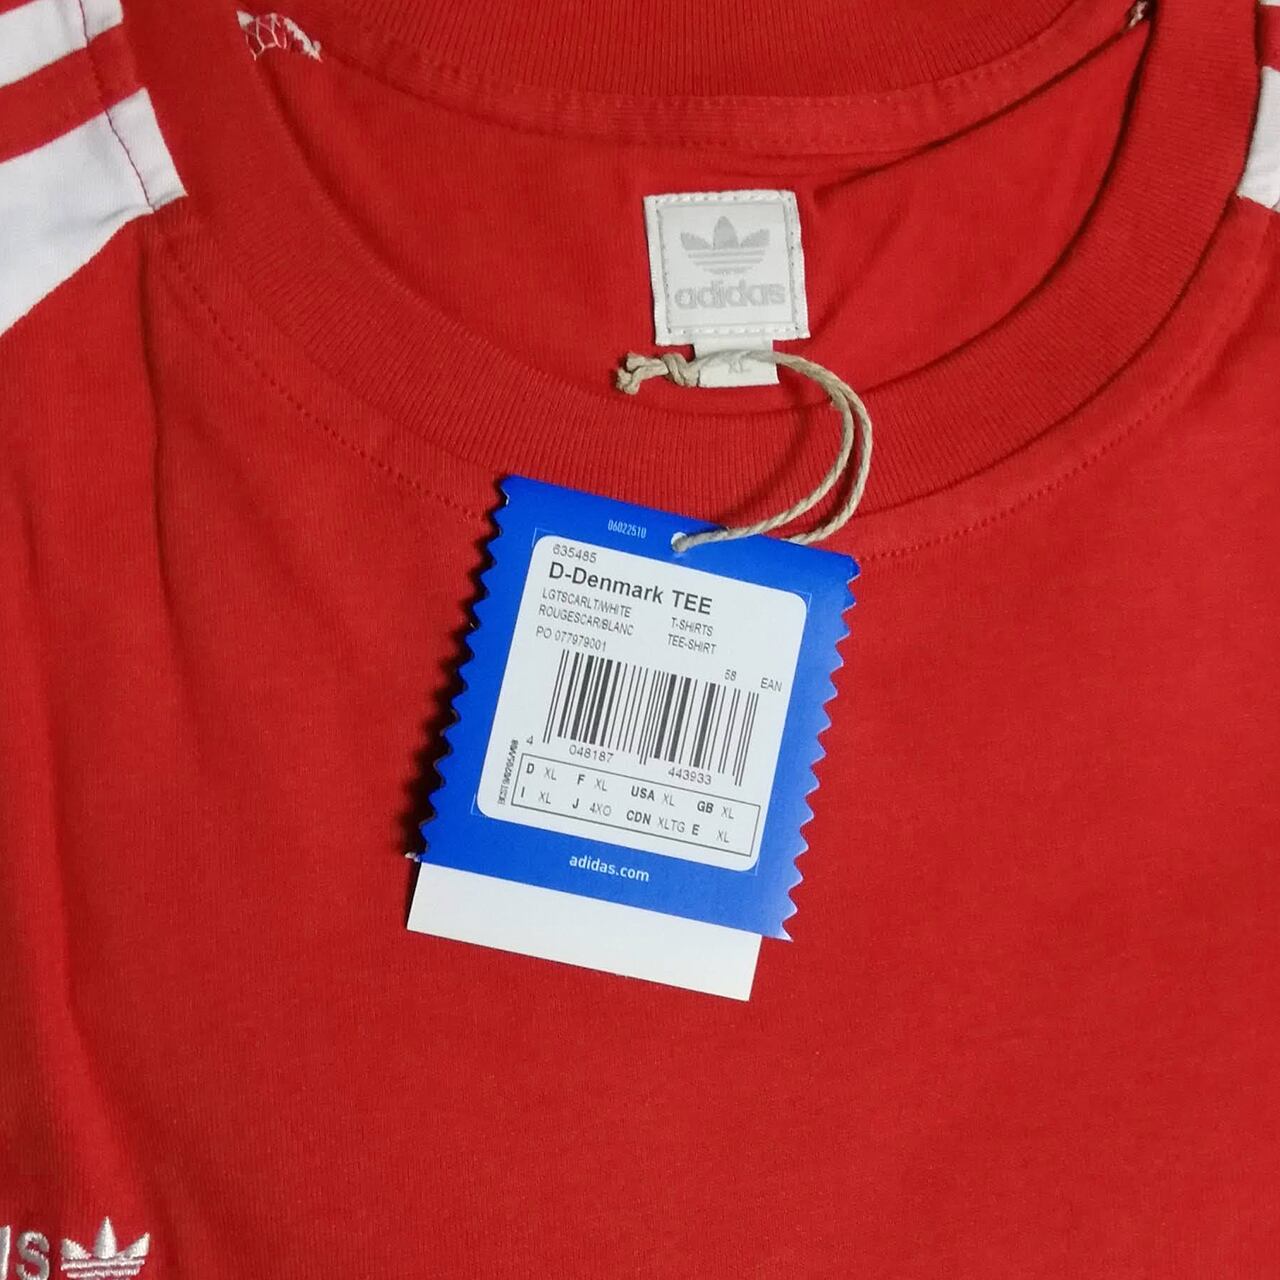 adidas
XL
06022510
635485
D-Denmark TEE
LGTSCARLT/WHITE T-SHIRTS
ROUGESCAR/BLANC TEE-SHIRT
PO 077979001
58 EAN
4 048187 443933
D XL F XL USA XL GB XL
I XL J 4XO CDN XLTG E XL
adidas.com